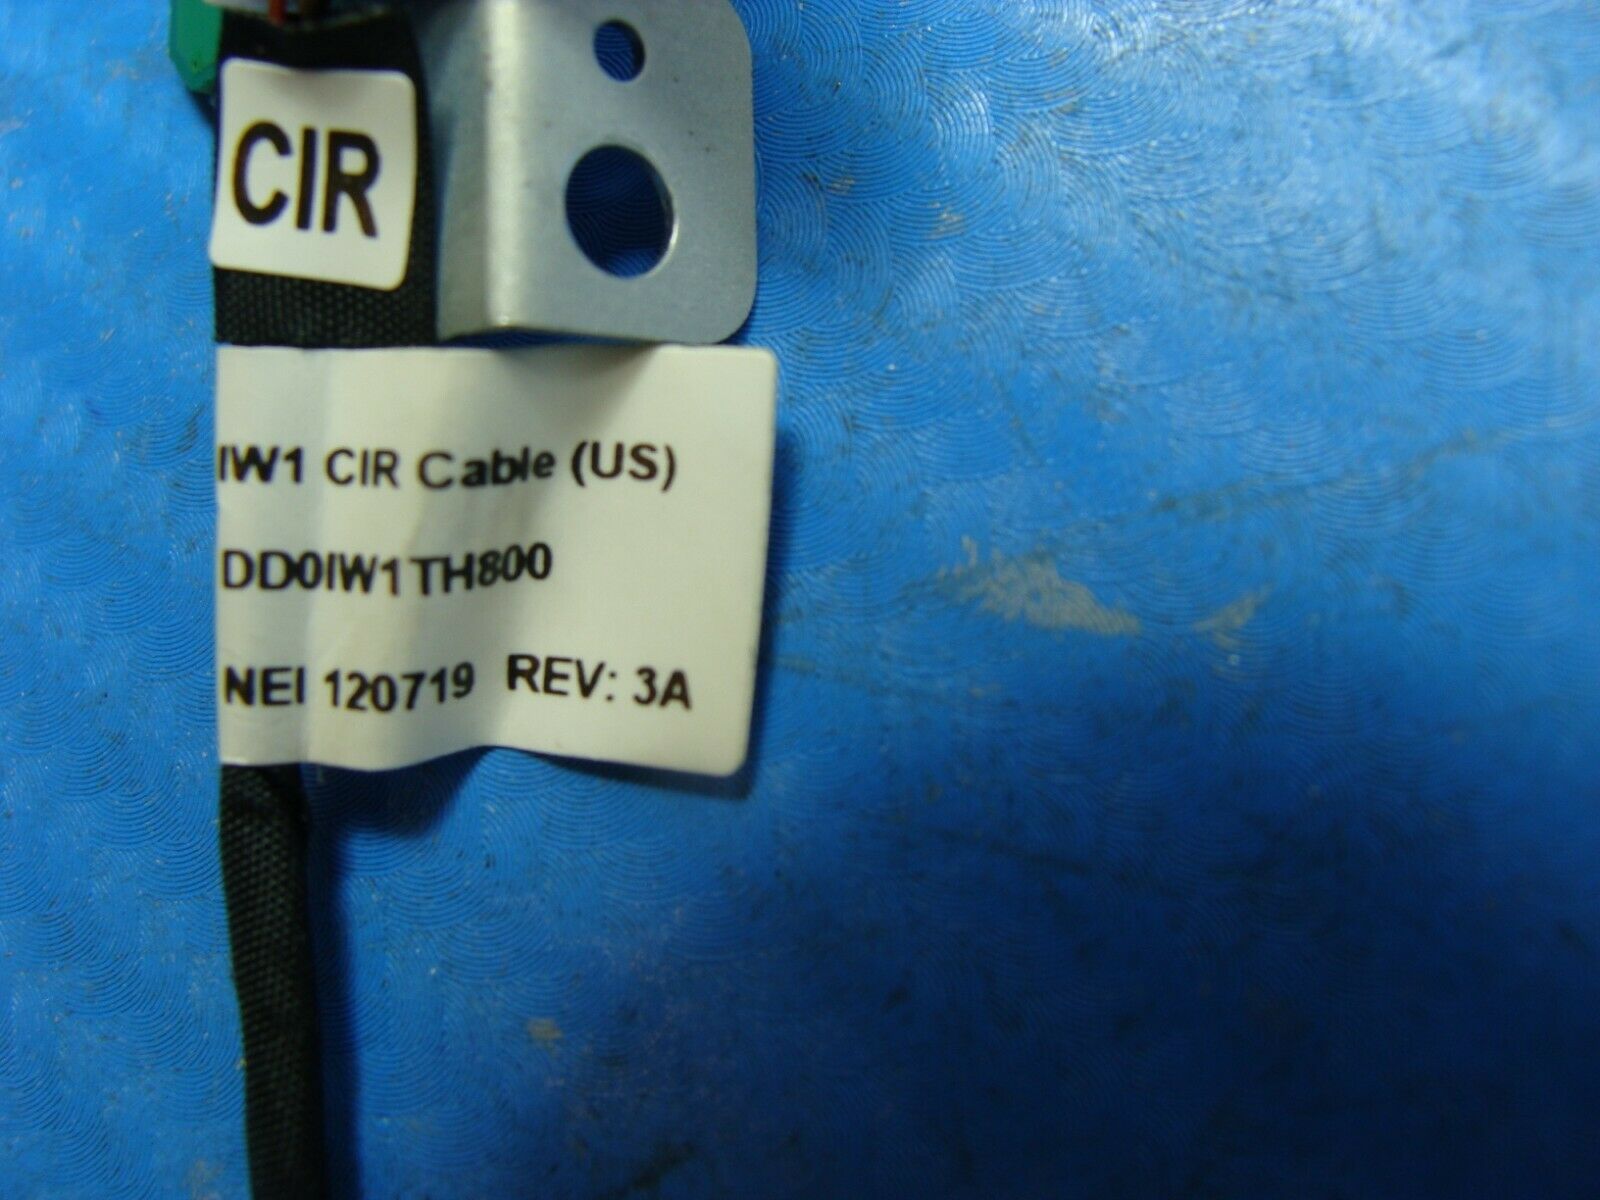 CIR
IW1 CIR Cable (US)
DD0IW1TH800
NEI 120719 REV: 3A